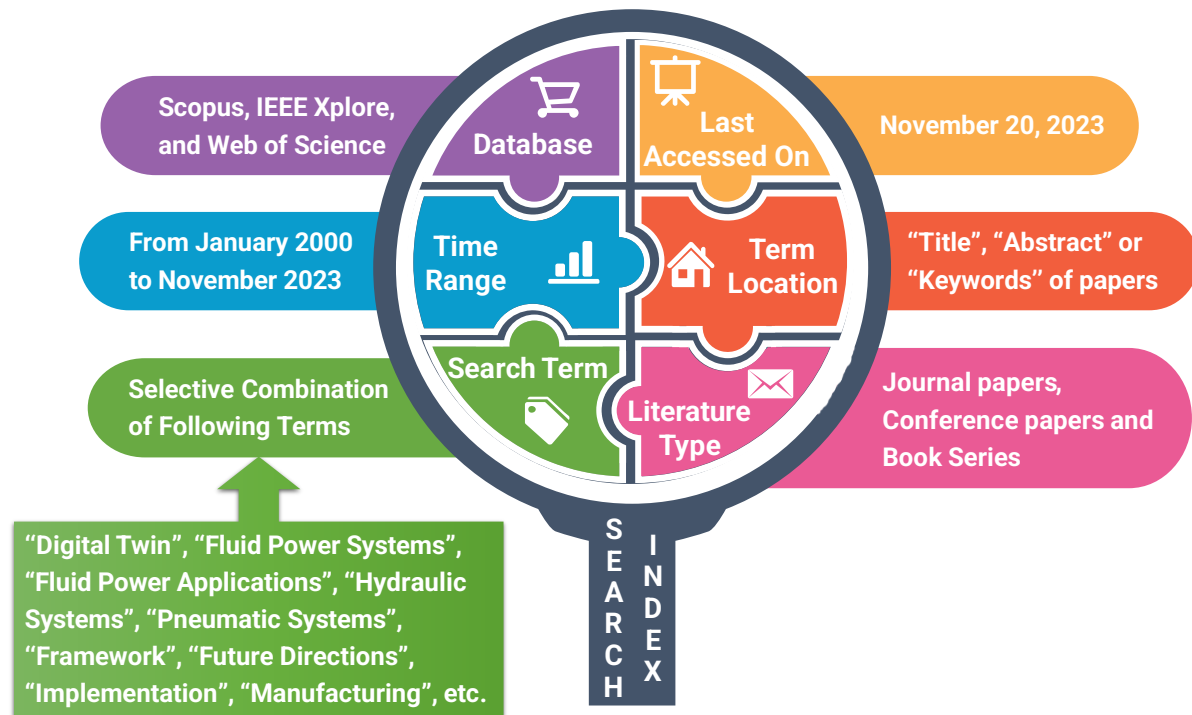 Scopus, IEEE Xplore,
and Web of Science
Database
Last
Accessed On
November 20, 2023
From January 2000
to November 2023
Time
Range
Term
Location
“Title”, “Abstract” or
“Keywords” of papers
Selective Combination
of Following Terms
Search Term
Literature
Type
Journal papers,
Conference papers and
Book Series
“Digital Twin”, “Fluid Power Systems”,
“Fluid Power Applications”, “Hydraulic
Systems”, “Pneumatic Systems”,
“Framework”, “Future Directions”,
“Implementation”, “Manufacturing”, etc.
SEARCH
INDEX